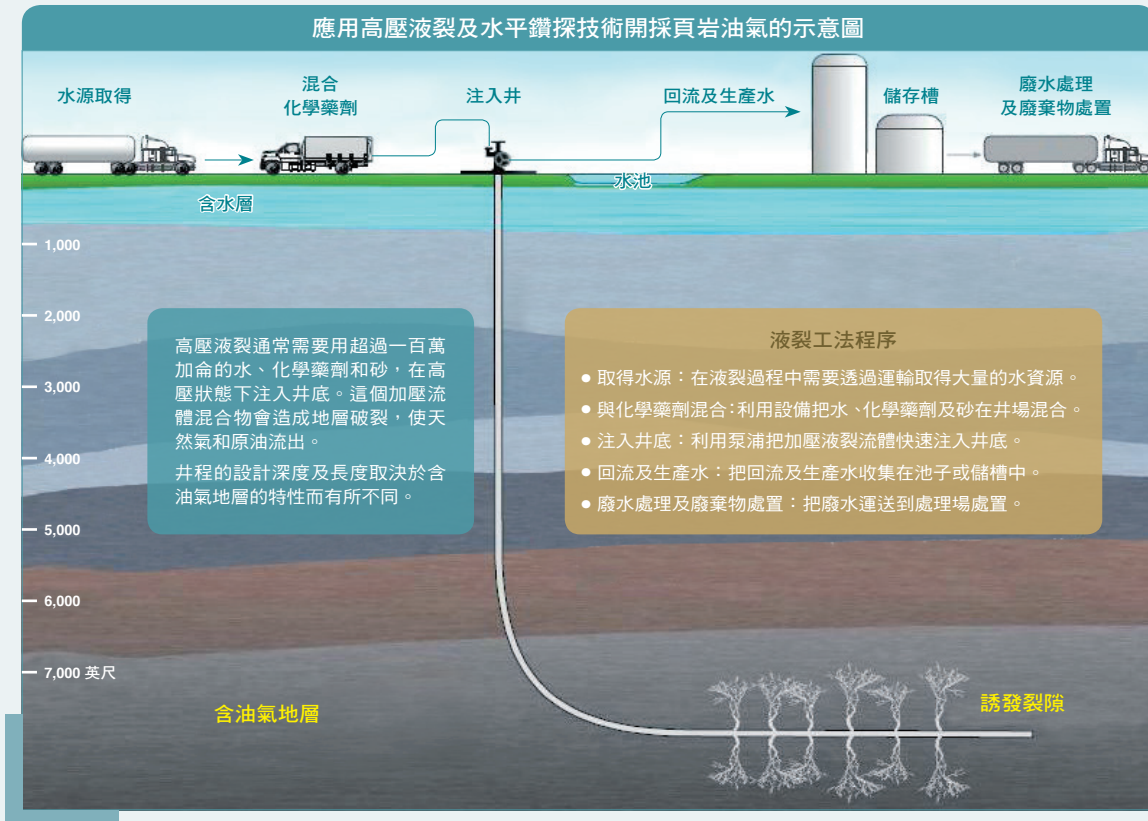 應用高壓液裂及水平鑽探技術開採頁岩油氣的示意圖
水源取得
混合
化學藥劑
注入井
回流及生產水
儲存槽
廢水處理
及廢棄物處置
水池
含水層
1,000
2,000
3,000
4,000
5,000
6,000
7,000 英尺
高壓液裂通常需要用超過一百萬
加侖的水、化學藥劑和砂，在高
壓狀態下注入井底。這個加壓流
體混合物會造成地層破裂，使天
然氣和原油流出。
井程的設計深度及長度取決於含
油氣地層的特性而有所不同。
液裂工法程序
● 取得水源：在液裂過程中需要透過運輸取得大量的水資源。
● 與化學藥劑混合：利用設備把水、化學藥劑及砂在井場混合。
● 注入井底：利用泵浦把加壓液裂流體快速注入井底。
● 回流及生產水：把回流及生產水收集在池子或儲槽中。
● 廢水處理及廢棄物處置：把廢水運送到處理場處置。
含油氣地層
誘發裂隙